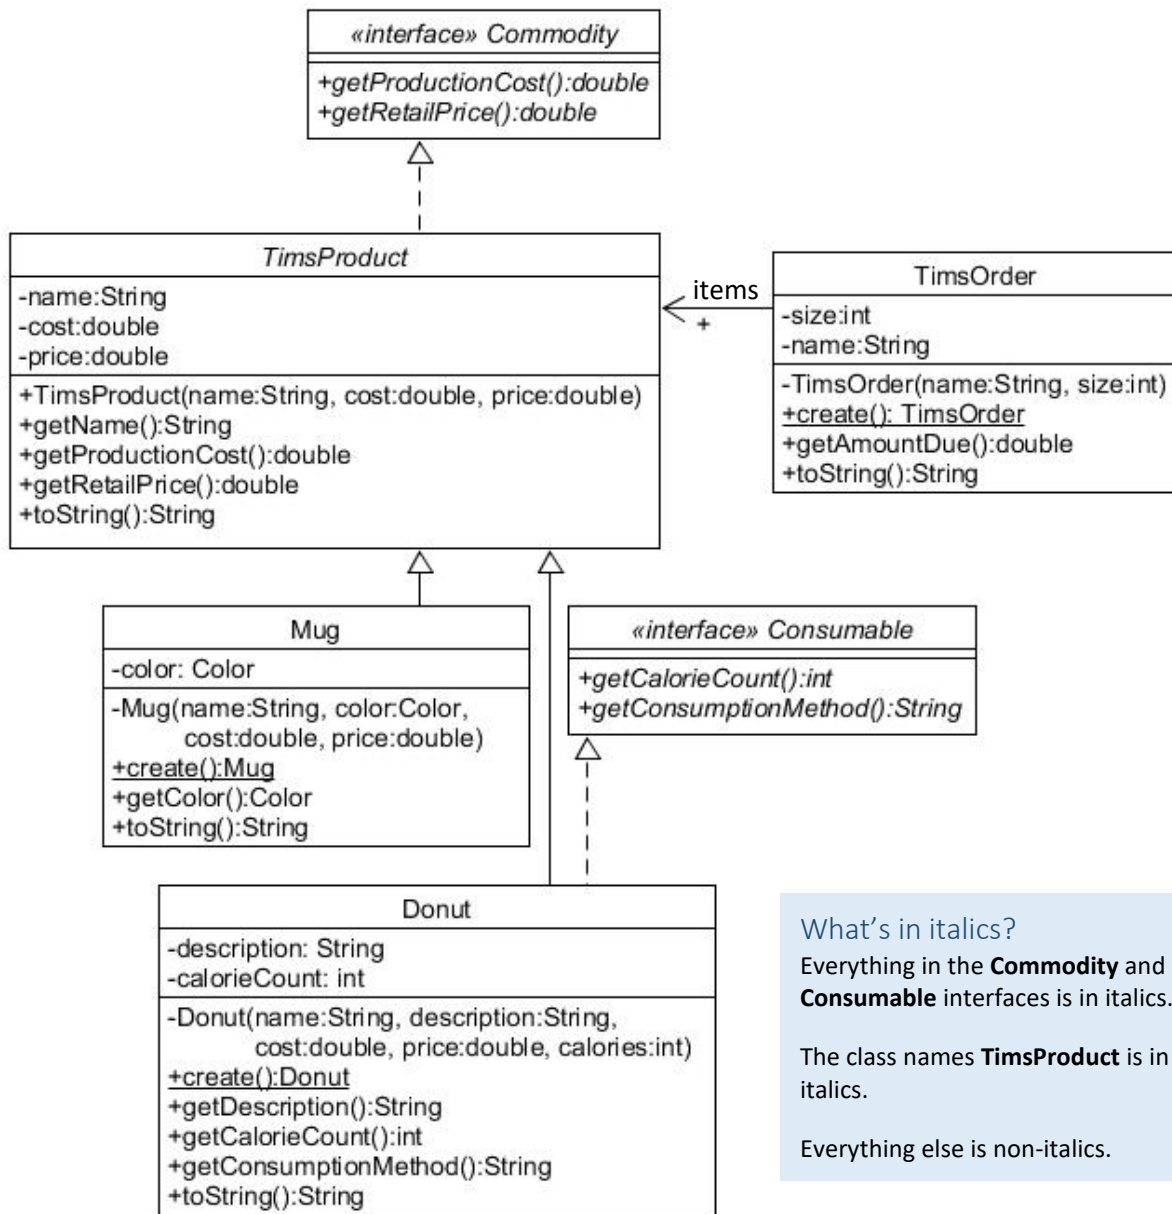 «interface» Commodity
+getProductionCost():double
+getRetailPrice():double
TimsProduct
-name:String
-cost:double
-price:double
+TimsProduct(name:String, cost:double, price:double)
+getName():String
+getProductionCost():double
+getRetailPrice():double
+toString():String
items
+
TimsOrder
-size:int
-name:String
-TimsOrder(name:String, size:int)
+create(): TimsOrder
+getAmountDue():double
+toString():String
Mug
-color: Color
-Mug(name:String, color:Color,
cost:double, price:double)
+create():Mug
+getColor():Color
+toString():String
«interface» Consumable
+getCalorieCount():int
+getConsumptionMethod():String
Donut
-description: String
-calorieCount: int
-Donut(name:String, description:String,
cost:double, price:double, calories:int)
+create():Donut
+getDescription():String
+getCalorieCount():int
+getConsumptionMethod():String
+toString():String
What's in italics?
Everything in the Commodity and
Consumable interfaces is in italics.
The class names TimsProduct is in
italics.
Everything else is non-italics.